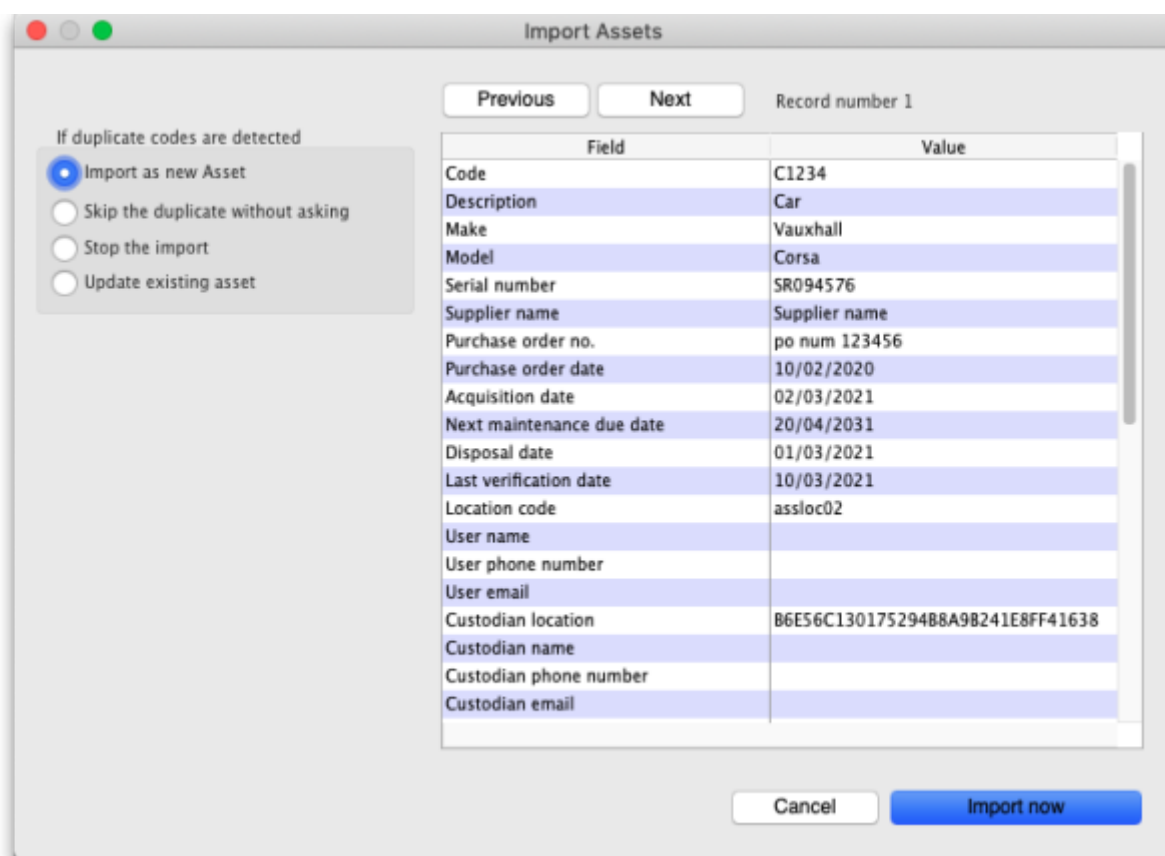 Import Assets
Previous Next Record number 1
If duplicate codes are detected
Import as new Asset
Skip the duplicate without asking
Stop the import
Update existing asset
Field Value
Code C1234
Description Car
Make Vauxhall
Model Corsa
Serial number SR094576
Supplier name Supplier name
Purchase order no. po num 123456
Purchase order date 10/02/2020
Acquisition date 02/03/2021
Next maintenance due date 20/04/2031
Disposal date 01/03/2021
Last verification date 10/03/2021
Location code assloc02
User name
User phone number
User email
Custodian location B6E56C130175294B8A9B241E8FF41638
Custodian name
Custodian phone number
Custodian email
Cancel Import now